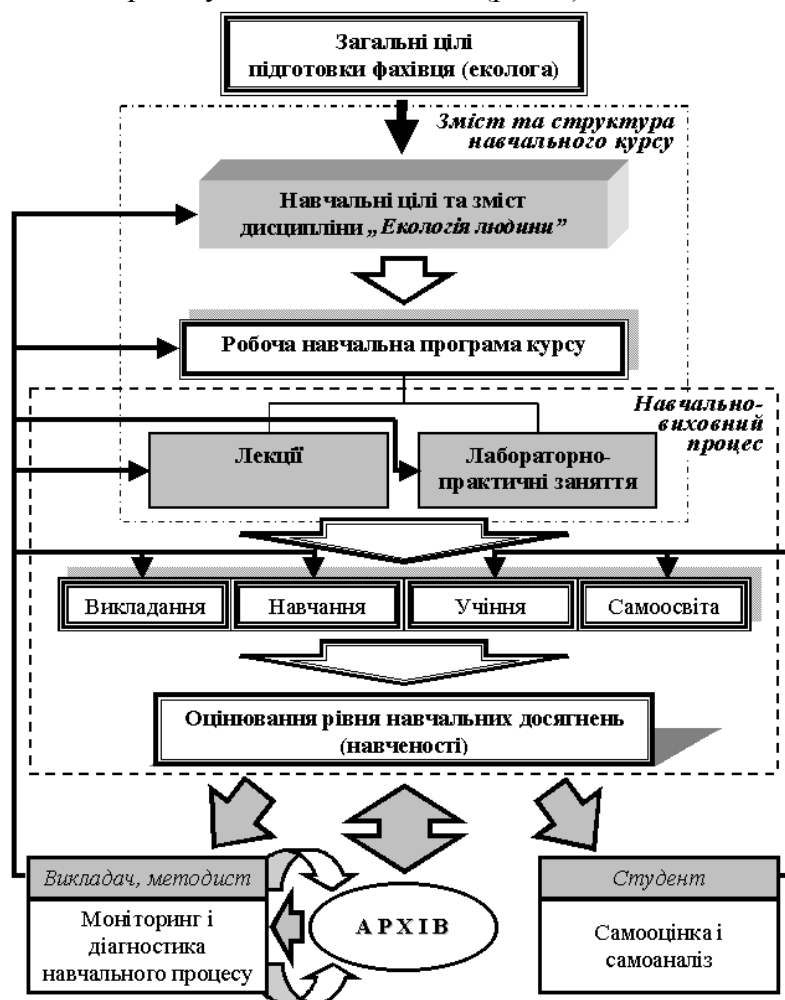 Загальні цілі
підготовки фахівця (еколога)
Зміст та структура
навчального курсу
Навчальні цілі та зміст
дисципліни „Екологія людини”
Робоча навчальна програма курсу
Навчально-
виховний
процес
Лекції
Лабораторно-
практичні заняття
Викладання
Навчання
Учіння
Самоосвіта
Оцінювання рівня навчальних досягнень
(навченості)
Викладач, методист
Моніторинг і
діагностика
навчального процесу
АРХІВ
Студент
Самооцінка і
самоаналіз